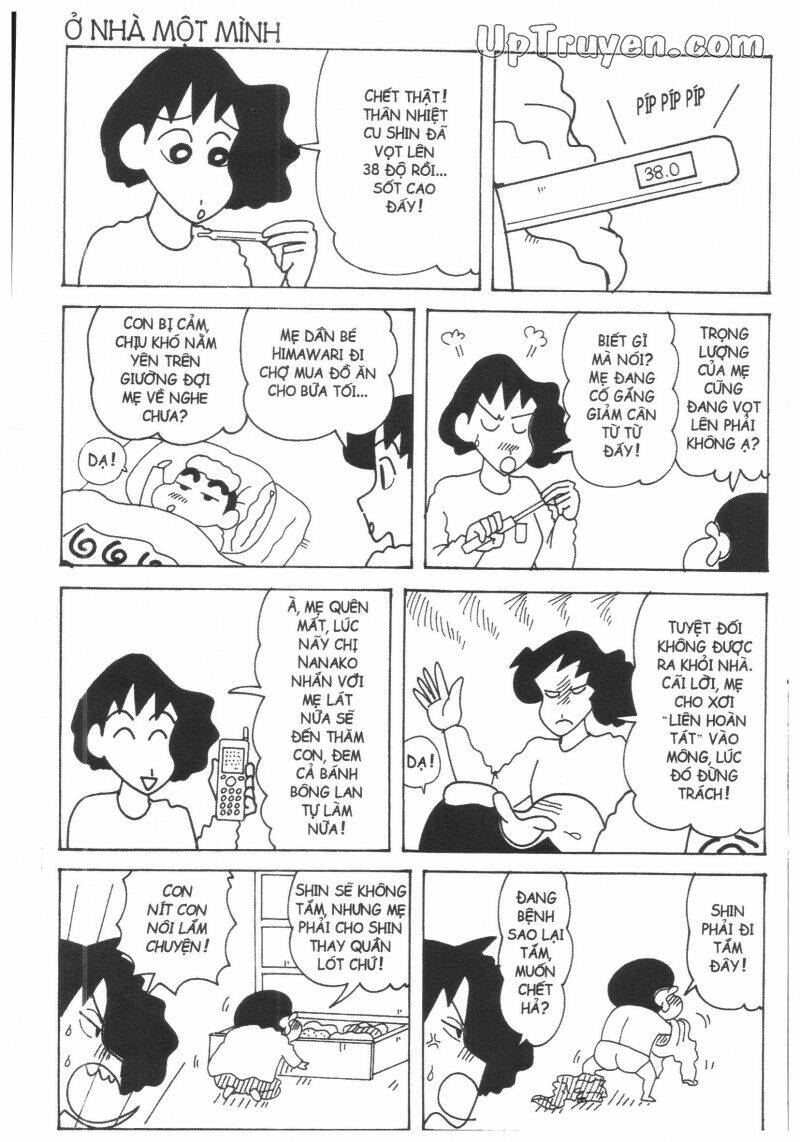 Ở NHÀ MỘT MÌNH
UpTruyen.com
PÍP PÍP PÍP
38.0
CHẾT THẬT!
THÂN NHIỆT
CU SHIN ĐÃ
VỌT LÊN
38 ĐỘ RỒI...
SỐT CAO
ĐẤY!
TRỌNG
LƯỢNG
CỦA MẸ
CŨNG
ĐANG VỌT
LÊN PHẢI
KHÔNG Ạ?
BIẾT GÌ
MÀ NÓI?
MẸ ĐANG
CỐ GẮNG
GIẢM CÂN
TỪ TỪ
ĐẤY!
MẸ DẪN BÉ
HIMAWARI ĐI
CHỢ MUA ĐỒ ĂN
CHO BỮA TỐI...
CON BỊ CẢM,
CHỊU KHÓ NẰM
YÊN TRÊN
GIƯỜNG ĐỢI
MẸ VỀ NGHE
CHƯA?
DẠ!
TUYỆT ĐỐI
KHÔNG ĐƯỢC
RA KHỎI NHÀ.
CÃI LỜI, MẸ
CHO XƠI
"LIÊN HOÀN
TÁT" VÀO
MÔNG, LÚC
ĐÓ ĐỪNG
TRÁCH!
DẠ!
À, MẸ QUÊN
MẤT, LÚC
NÃY CHỊ
NANAKO
NHẮN VỚI
MẸ LÁT
NỮA SẼ
ĐẾN THĂM
CON, ĐEM
CẢ BÁNH
BÔNG LAN
TỰ LÀM
NỮA!
SHIN
PHẢI ĐI
TẮM
ĐÂY!
ĐANG
BỆNH
SAO LẠI
TẮM,
MUỐN
CHẾT
HẢ?
SHIN SẼ KHÔNG
TẮM, NHƯNG MẸ
PHẢI CHO SHIN
THAY QUẦN
LÓT CHỨ!
CON
NÍT CON
NÔI LẮM
CHUYỆN!